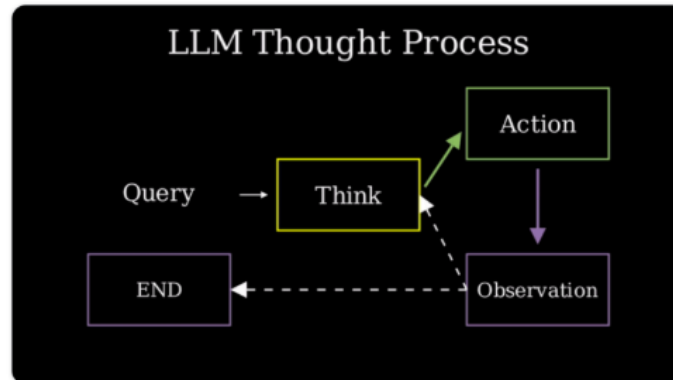 LLM Thought Process
Action
Query
Think
END
Observation